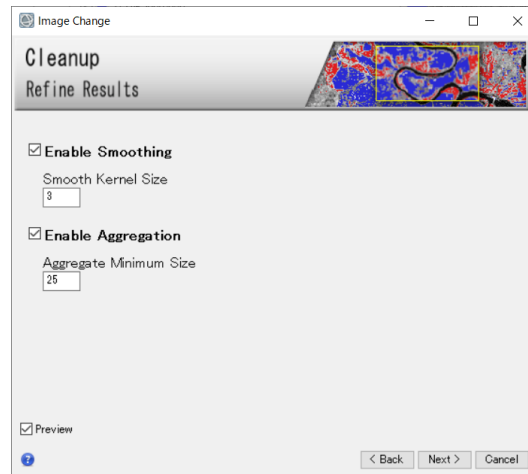 Image Change
Cleanup
Refine Results
Enable Smoothing
Smooth Kernel Size
3
Enable Aggregation
Aggregate Minimum Size
25
Preview
? < Back Next > Cancel